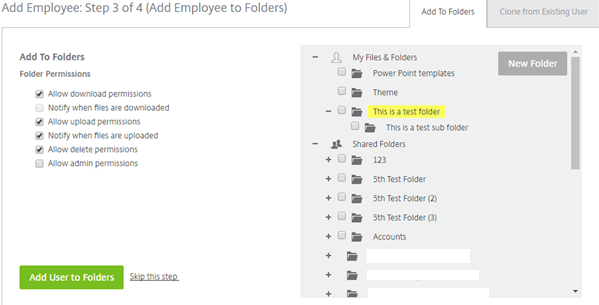 Add Employee: Step 3 of 4 (Add Employee to Folders)
Add To Folders
Clone from Existing User
Add To Folders
Folder Permissions
Allow download permissions
Notify when files are downloaded
Allow upload permissions
Notify when files are uploaded
Allow delete permissions
Allow admin permissions
Add User to Folders
Skip this step
My Files & Folders
New Folder
Power Point templates
Theme
This is a test folder
This is a test sub folder
Shared Folders
123
5th Test Folder
5th Test Folder (2)
5th Test Folder (3)
Accounts